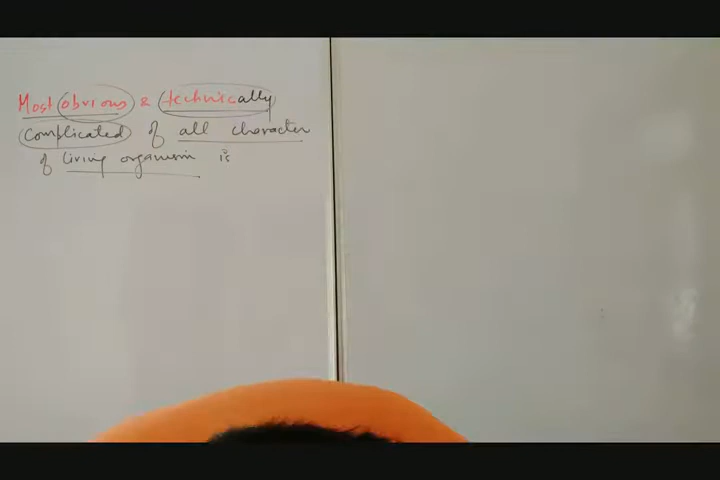 Most obvious & technically
complicated of all character
of living organism is